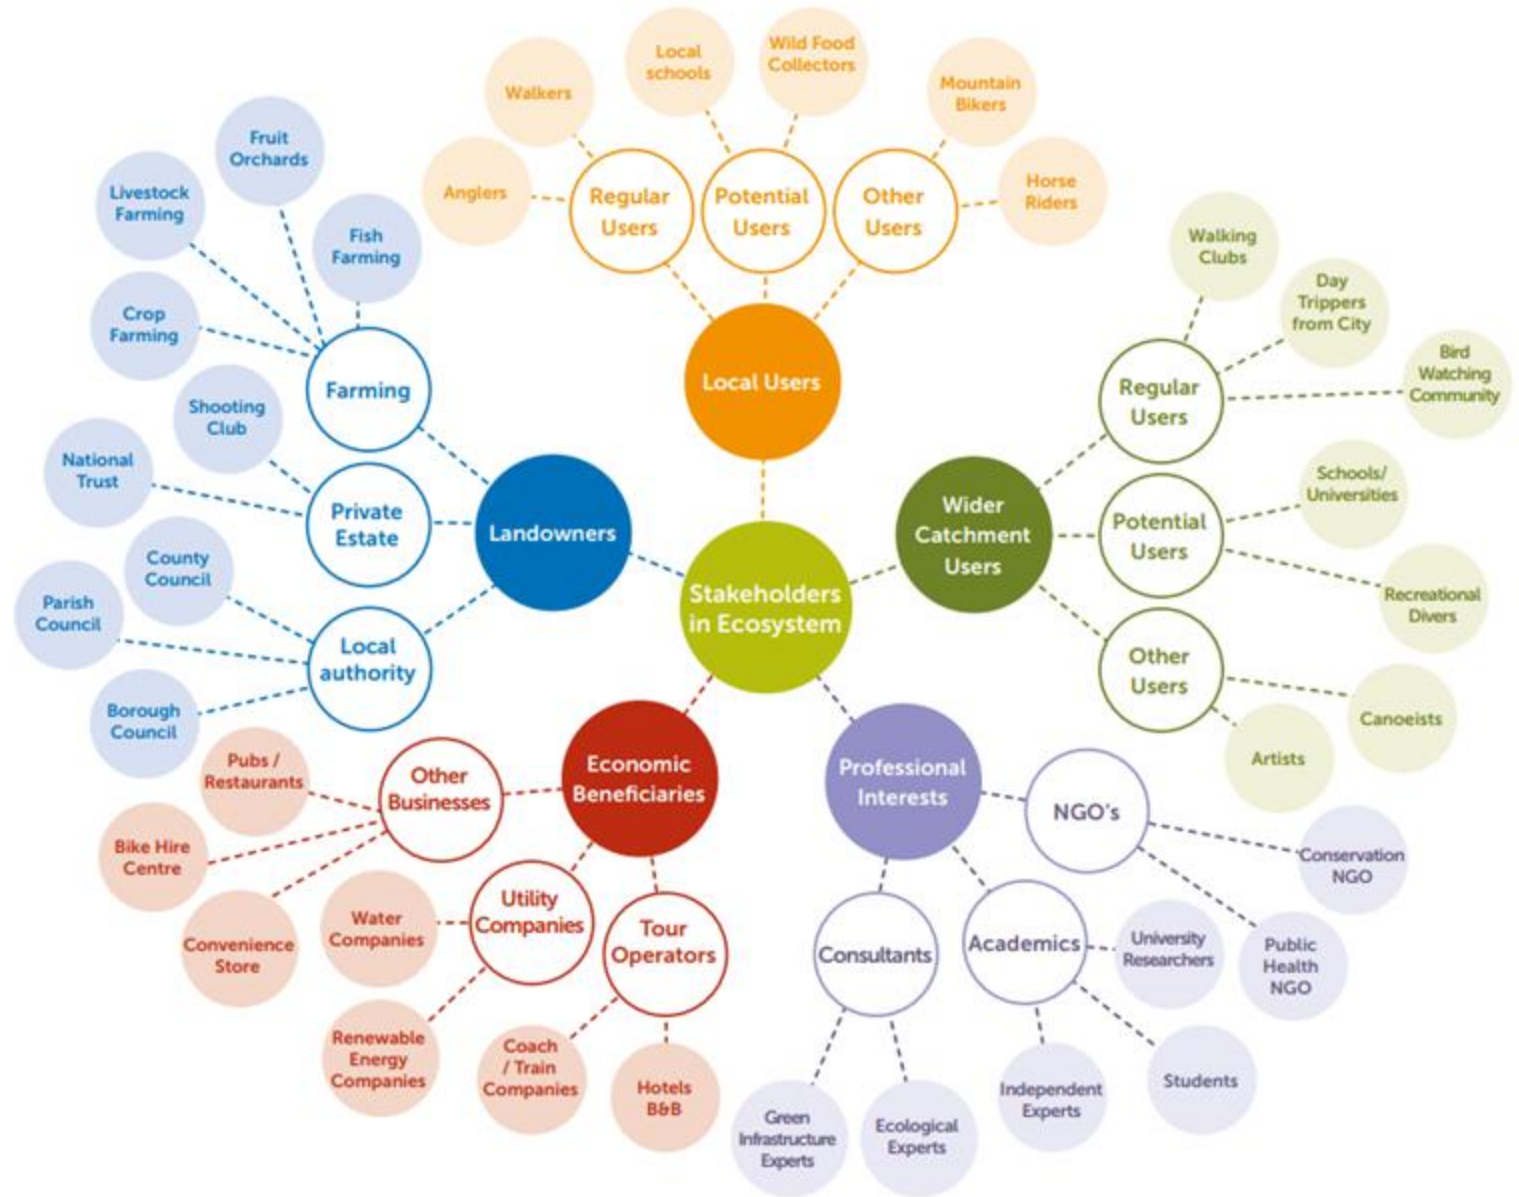 Stakeholders
in Ecosystem
Local Users
Regular
Users
Anglers
Walkers
Potential
Users
Local
schools
Wild Food
Collectors
Other
Users
Mountain
Bikers
Horse
Riders
Wider
Catchment
Users
Regular
Users
Walking
Clubs
Day
Trippers
from City
Bird
Watching
Community
Potential
Users
Schools/
Universities
Recreational
Divers
Other
Users
Canoeists
Artists
Professional
Interests
NGO's
Conservation
NGO
Public
Health
NGO
Academics
University
Researchers
Students
Independent
Experts
Consultants
Ecological
Experts
Green
Infrastructure
Experts
Economic
Beneficiaries
Tour
Operators
Hotels
B&B
Coach
/ Train
Companies
Utility
Companies
Water
Companies
Renewable
Energy
Companies
Other
Businesses
Pubs /
Restaurants
Bike Hire
Centre
Convenience
Store
Landowners
Local
authority
County
Council
Parish
Council
Borough
Council
Private
Estate
Shooting
Club
National
Trust
Farming
Crop
Farming
Livestock
Farming
Fruit
Orchards
Fish
Farming